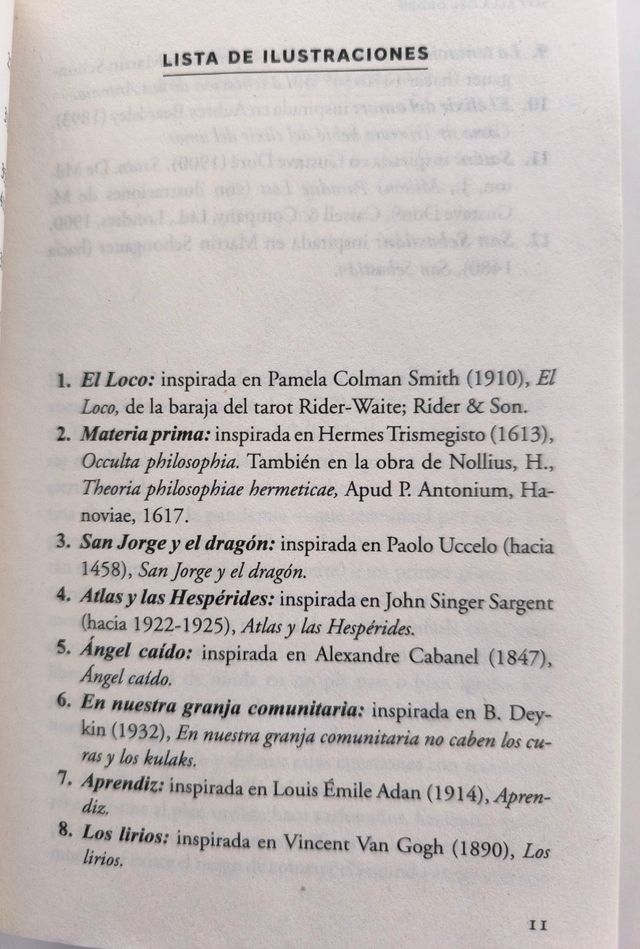 LISTA DE ILUSTRACIONES
1. El Loco: inspirada en Pamela Colman Smith (1910), El
Loco, de la baraja del tarot Rider-Waite; Rider & Son.
2. Materia prima: inspirada en Hermes Trismegisto (1613),
Occulta philosophia. También en la obra de Nollius, H.,
Theoria philosophiae hermeticae, Apud P. Antonium, Ha-
noviae, 1617.
3. San Jorge y el dragón: inspirada en Paolo Uccelo (hacia
1458), San Jorge y el dragón.
4. Atlas y las Hespérides: inspirada en John Singer Sargent
(hacia 1922-1925), Atlas y las Hespérides.
5. Ángel caído: inspirada en Alexandre Cabanel (1847),
Ángel caído.
6. En nuestra granja comunitaria: inspirada en B. Dey-
kin (1932), En nuestra granja comunitaria no caben los cu-
ras y los kulaks.
7. Aprendiz: inspirada en Louis Émile Adan (1914), Apren-
diz.
8. Los lirios: inspirada en Vincent Van Gogh (1890), Los
lirios.
11